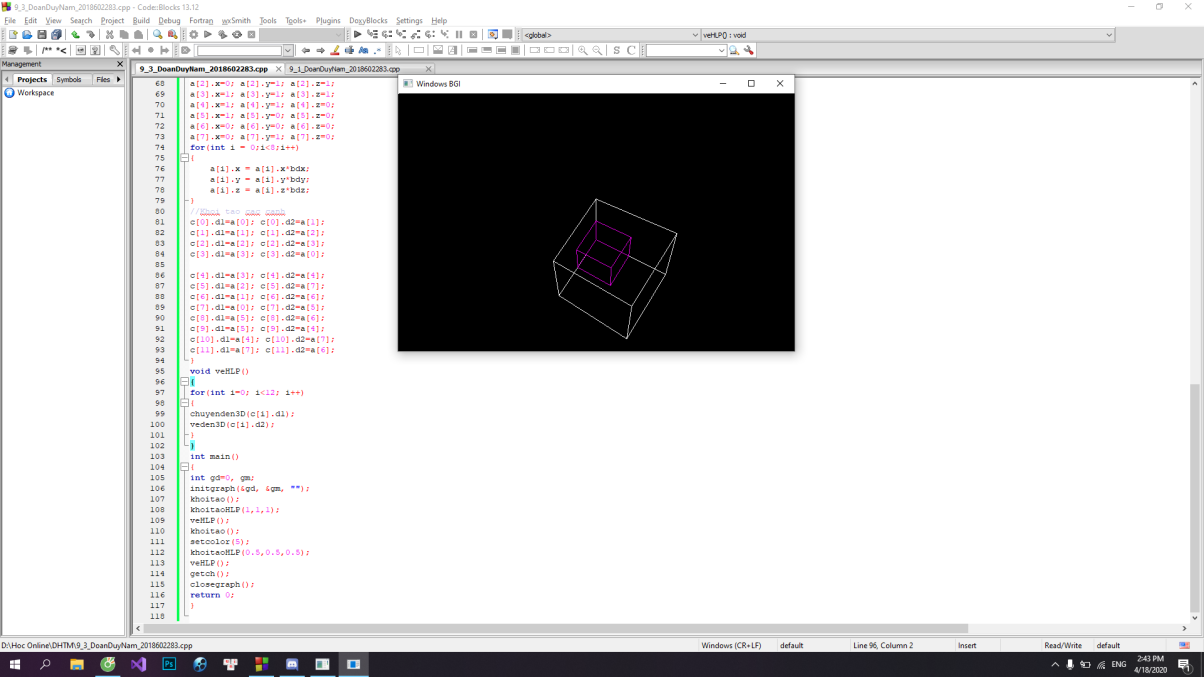 9_3_DoanDuyNam_2018602283.cpp - Code::Blocks 13.12
File Edit View Search Project Build Debug Fortran wxSmith Tools Tools+ Plugins DoxyBlocks Settings Help
<global>
veHLP() : void
/** *<
Aa .*
S C
Management
Projects Symbols Files
Workspace
9_3_DoanDuyNam_2018602283.cpp
9_1_DoanDuyNam_2018602283.cpp
Windows BGI
68 a[2].x=0; a[2].y=1; a[2].z=1;
69 a[3].x=1; a[3].y=1; a[3].z=1;
70 a[4].x=1; a[4].y=1; a[4].z=0;
71 a[5].x=1; a[5].y=0; a[5].z=0;
72 a[6].x=0; a[6].y=0; a[6].z=0;
73 a[7].x=0; a[7].y=1; a[7].z=0;
74 for(int i = 0;i<8;i++)
75 {
76 a[i].x = a[i].x*bdx;
77 a[i].y = a[i].y*bdy;
78 a[i].z = a[i].z*bdz;
79 }
80 //Khoi tao cac canh
81 c[0].d1=a[0]; c[0].d2=a[1];
82 c[1].d1=a[1]; c[1].d2=a[2];
83 c[2].d1=a[2]; c[2].d2=a[3];
84 c[3].d1=a[3]; c[3].d2=a[0];
85
86 c[4].d1=a[3]; c[4].d2=a[4];
87 c[5].d1=a[2]; c[5].d2=a[7];
88 c[6].d1=a[1]; c[6].d2=a[6];
89 c[7].d1=a[0]; c[7].d2=a[5];
90 c[8].d1=a[5]; c[8].d2=a[6];
91 c[9].d1=a[5]; c[9].d2=a[4];
92 c[10].d1=a[4]; c[10].d2=a[7];
93 c[11].d1=a[7]; c[11].d2=a[6];
94 }
95 void veHLP()
96 {
97 for(int i=0; i<12; i++)
98 {
99 chuyenden3D(c[i].d1);
100 veden3D(c[i].d2);
101 }
102 }
103 int main()
104 {
105 int gd=0, gm;
106 initgraph(&gd, &gm, "");
107 khoitao();
108 khoitaoHLP(1,1,1);
109 veHLP();
110 khoitao();
111 setcolor(5);
112 khoitaoHLP(0.5,0.5,0.5);
113 veHLP();
114 getch();
115 closegraph();
116 return 0;
117 }
118
D:\Hoc Online\DHTM\9_3_DoanDuyNam_2018602283.cpp
Windows (CR+LF)
default
Line 96, Column 2
Insert
Read/Write
default
Ps
ENG
2:43 PM
4/18/2020
1